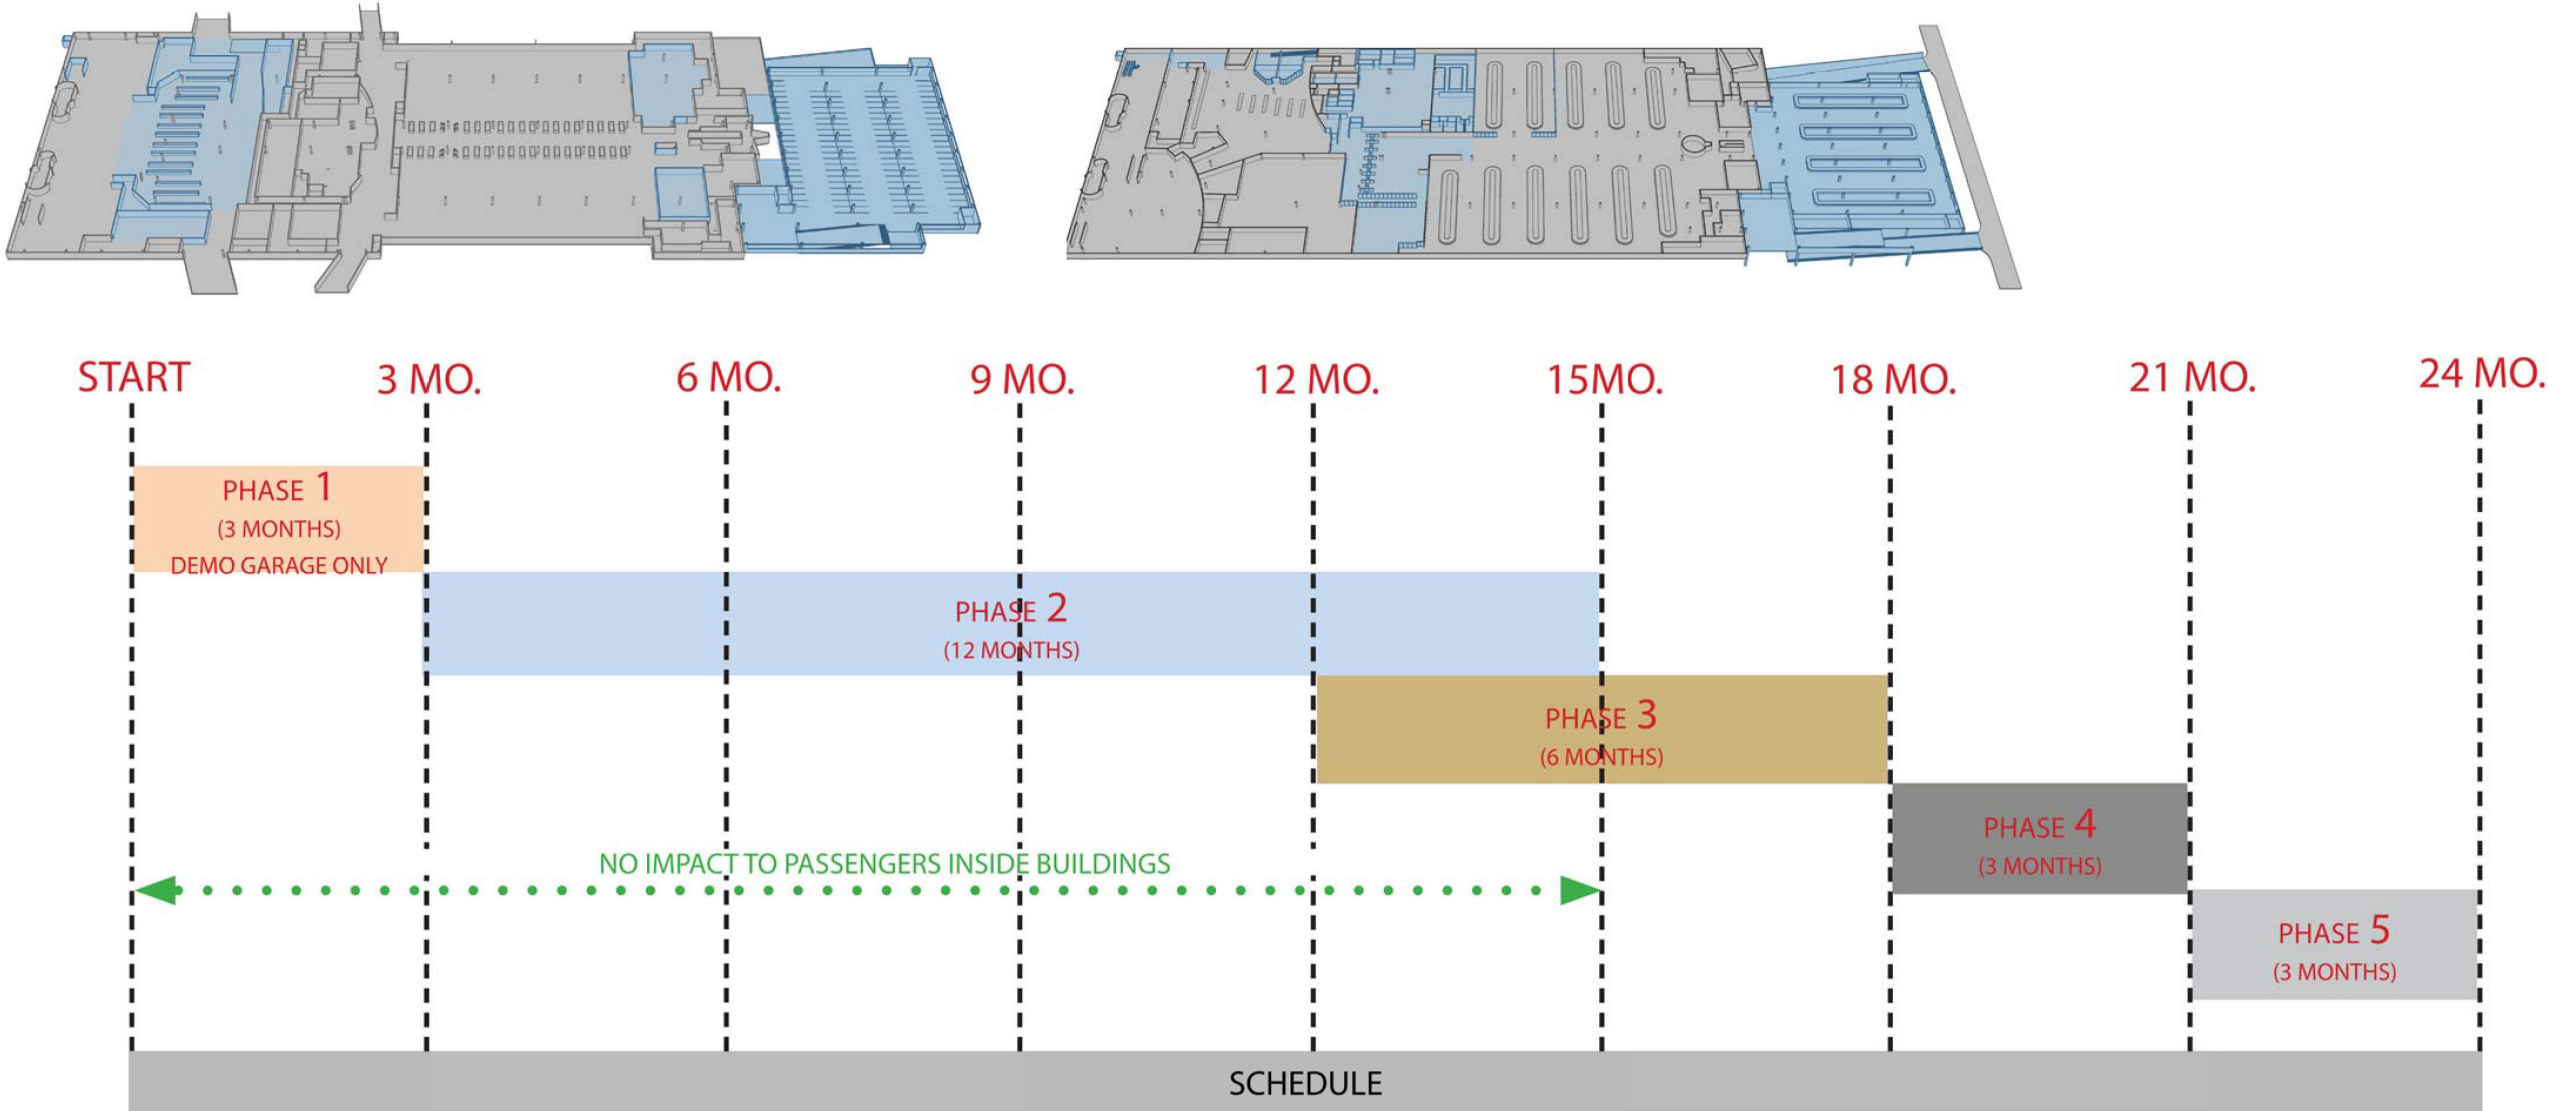 START
3 MO.
6 MO.
9 MO.
12 MO.
15MO.
18 MO.
21 MO.
24 MO.
PHASE 1
(3 MONTHS)
DEMO GARAGE ONLY
PHASE 2
(12 MONTHS)
PHASE 3
(6 MONTHS)
PHASE 4
(3 MONTHS)
NO IMPACT TO PASSENGERS INSIDE BUILDINGS
PHASE 5
(3 MONTHS)
SCHEDULE